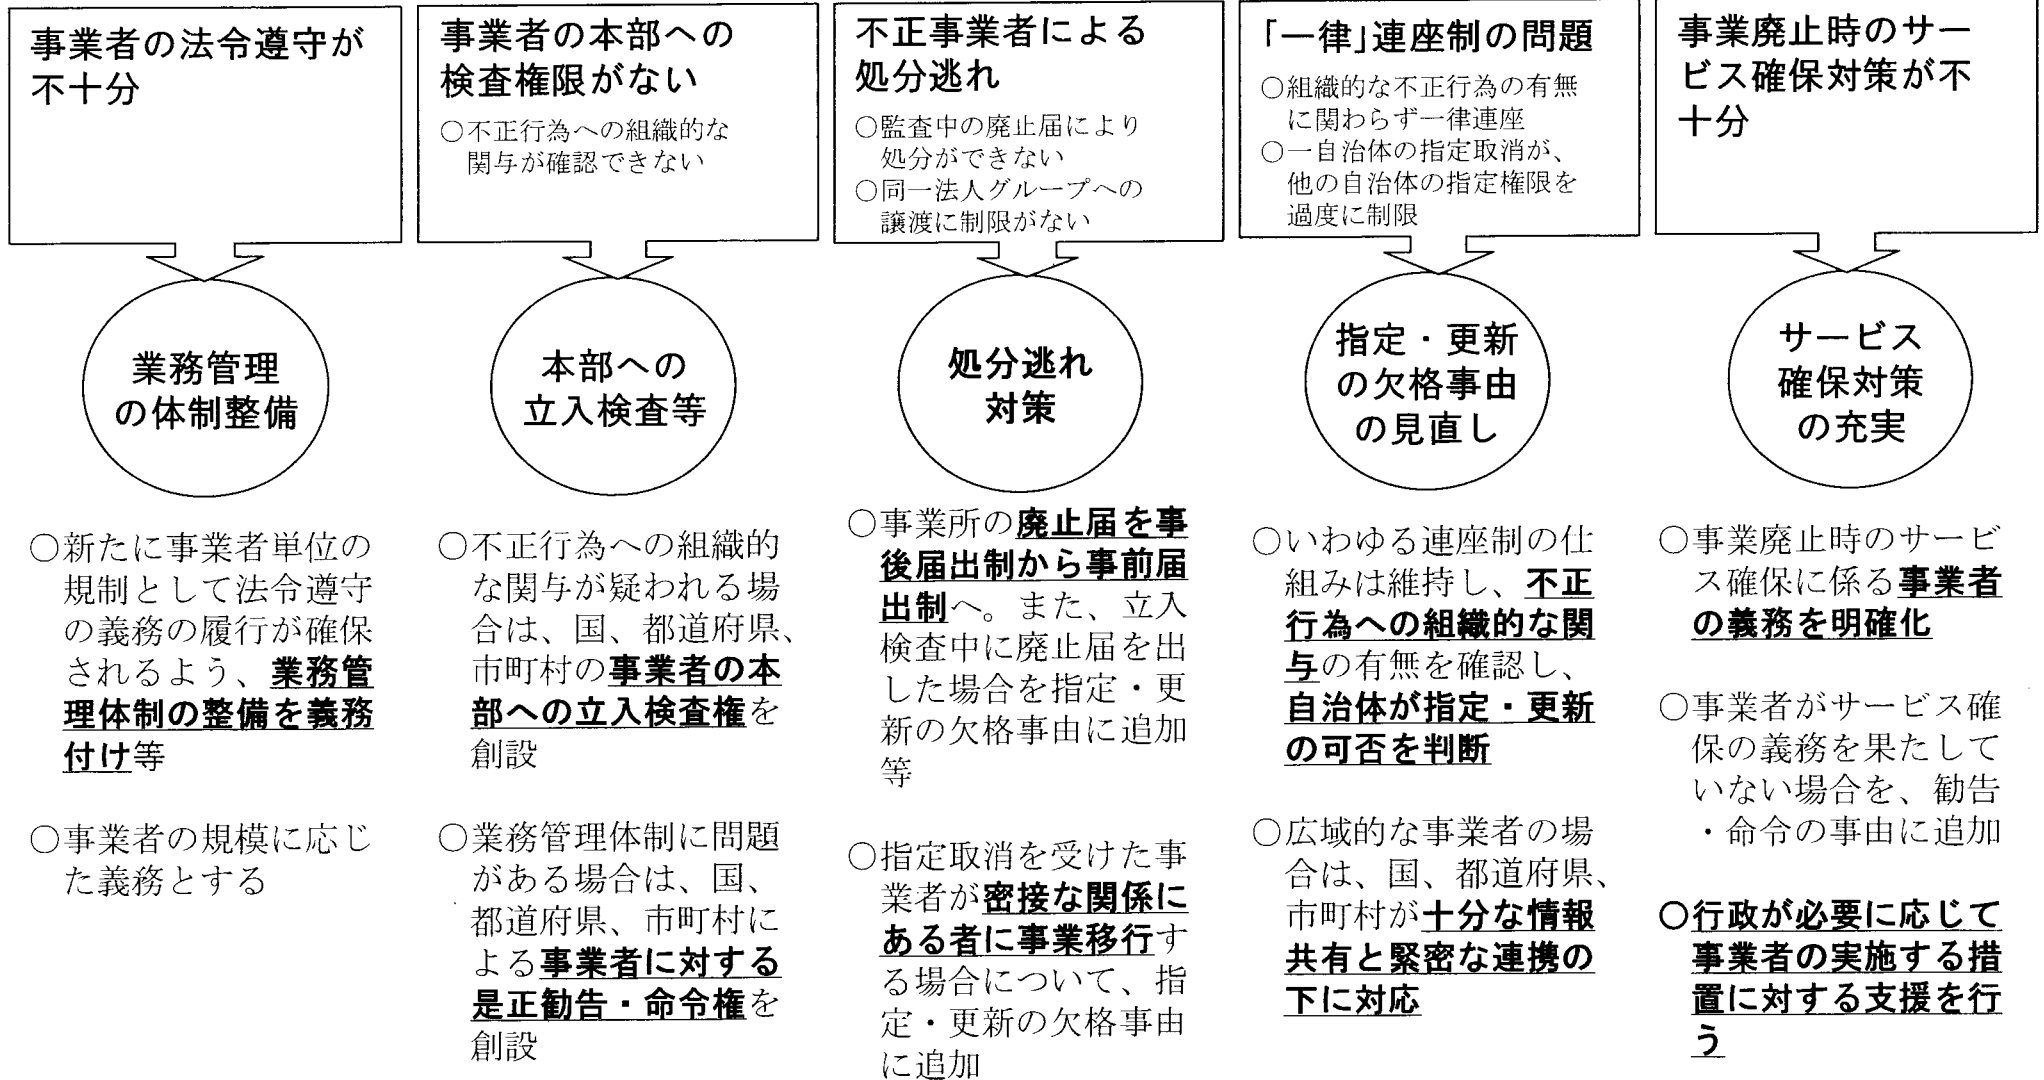 事業者の法令遵守が
不十分
事業者の本部への
検査権限がない
○不正行為への組織的な
関与が確認できない
不正事業者による
処分逃れ
○監査中の廃止届により
処分ができない
○同一法人グループへの
譲渡に制限がない
「一律」連座制の問題
○組織的な不正行為の有無
に関わらず一律連座
○一自治体の指定取消が、
他の自治体の指定権限を
過度に制限
事業廃止時のサー
ビス確保対策が不
十分
業務管理
の体制整備
本部への
立入検査等
処分逃れ
対策
指定・更新
の欠格事由
の見直し
サービス
確保対策
の充実
○新たに事業者単位の
規制として法令遵守
の義務の履行が確保
されるよう、業務管
理体制の整備を義務
付け等
○事業者の規模に応じ
た義務とする
○不正行為への組織的
な関与が疑われる場
合は、国、都道府県、
市町村の事業者の本
部への立入検査権を
創設
○業務管理体制に問題
がある場合は、国、
都道府県、市町村に
よる事業者に対する
是正勧告・命令権を
創設
○事業所の廃止届を事
後届出制から事前届
出制へ。また、立入
検査中に廃止届を出
した場合を指定・更
新の欠格事由に追加
等
○指定取消を受けた事
業者が密接な関係に
ある者に事業移行す
る場合について、指
定・更新の欠格事由
に追加
○いわゆる連座制の仕
組みは維持し、不正
行為への組織的な関
与の有無を確認し、
自治体が指定・更新
の可否を判断
○広域的な事業者の場
合は、国、都道府県、
市町村が十分な情報
共有と緊密な連携の
下に対応
○事業廃止時のサービ
ス確保に係る事業者
の義務を明確化
○事業者がサービス確
保の義務を果たして
いない場合を、勧告
・命令の事由に追加
○行政が必要に応じて
事業者の実施する措
置に対する支援を行
う